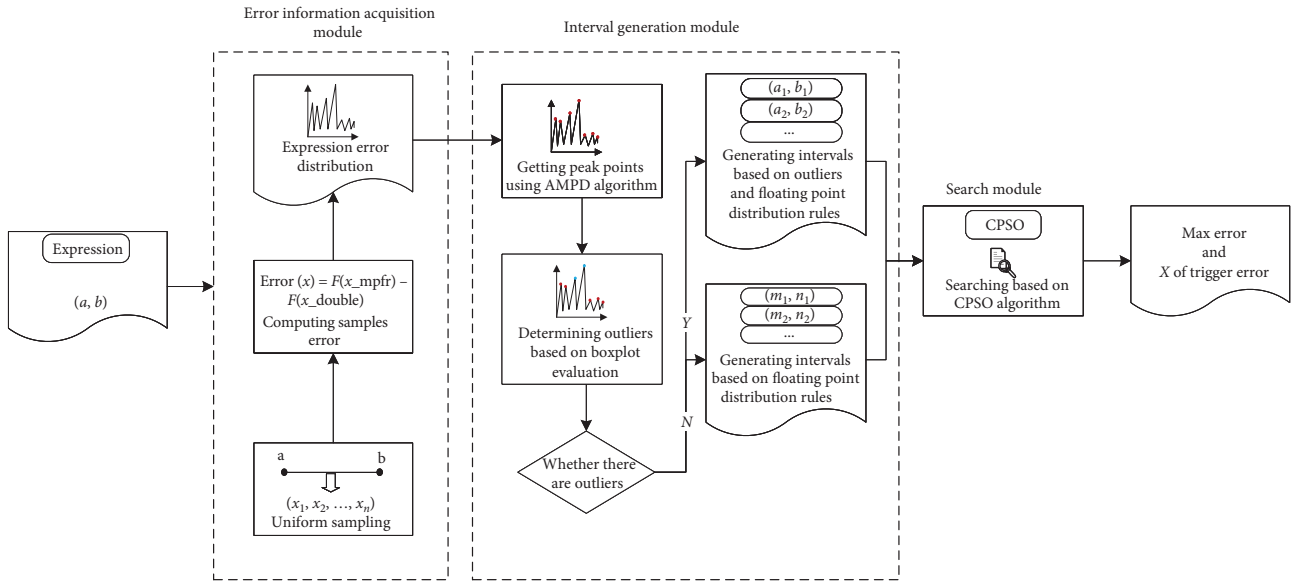 Error information acquisition
module
Interval generation module
Search module
Expression
(a, b)
Expression error
distribution
Error (x) = F(x_mpfr) –
F(x_double)
Computing samples
error
a b
(x₁, x₂, ..., xₙ)
Uniform sampling
Getting peak points
using AMPD algorithm
Determining outliers
based on boxplot
evaluation
Whether there
are outliers
Y
N
(a₁, b₁)
(a₂, b₂)
...
Generating intervals
based on outliers
and floating point
distribution rules
(m₁, n₁)
(m₂, n₂)
...
Generating intervals
based on floating point
distribution rules
CPSO
Searching based on
CPSO algorithm
Max error
and
X of trigger error